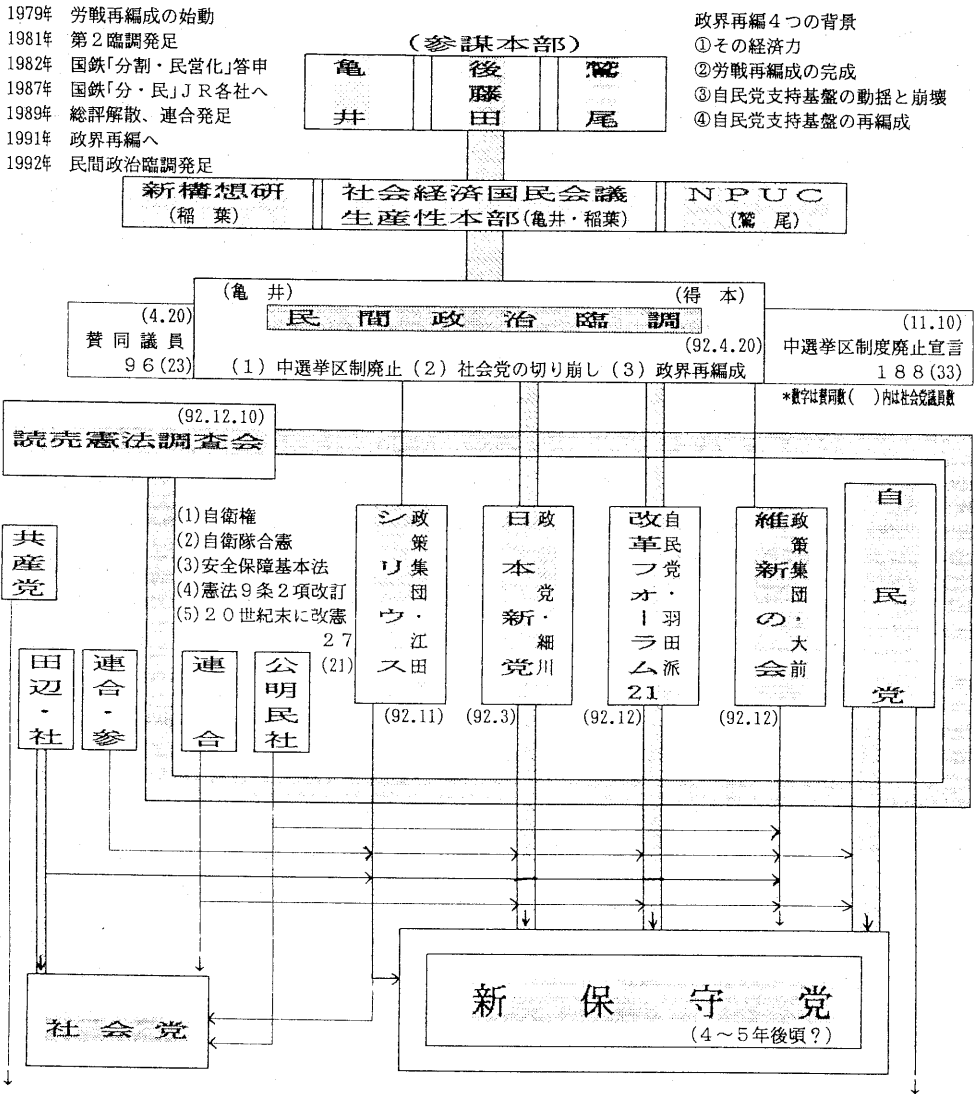 1979年 労戦再編成の始動
1981年 第2臨調発足
1982年 国鉄「分割・民営化」答申
1987年 国鉄「分・民」JR各社へ
1989年 総評解散、連合発足
1991年 政界再編へ
1992年 民間政治臨調発足
政界再編4つの背景
①その経済力
②労戦再編成の完成
③自民党支持基盤の動揺と崩壊
④自民党支持基盤の再編成
(参謀本部)
亀井
後藤田
鷲尾
新構想研
(稲 葉)
社会経済国民会議
生産性本部(亀井・稲葉)
NPUC
(鷲 尾)
(亀 井)
(得 本)
民間政治臨調
(92.4.20)
(1) 中選挙区制廃止 (2) 社会党の切り崩し (3) 政界再編成
(4.20)
賛同議員
96(23)
(11.10)
中選挙区制度廃止宣言
188(33)
*数字は賛同数( )内は社会党議員数
(92.12.10)
読売憲法調査会
(1)自衛権
(2)自衛隊合憲
(3)安全保障基本法
(4)憲法9条2項改訂
(5)20世紀末に改憲
27
(21)
共産党
田辺・社
連合・参
連合
公明民社
政策集団・江田
シリウス
(92.11)
政党・細川
日本新党
(92.3)
自民党・羽田派
改革フォーラム21
(92.12)
政策集団・大前
維新の会
(92.12)
自民党
社会党
新保守党
(4～5年後頃?)